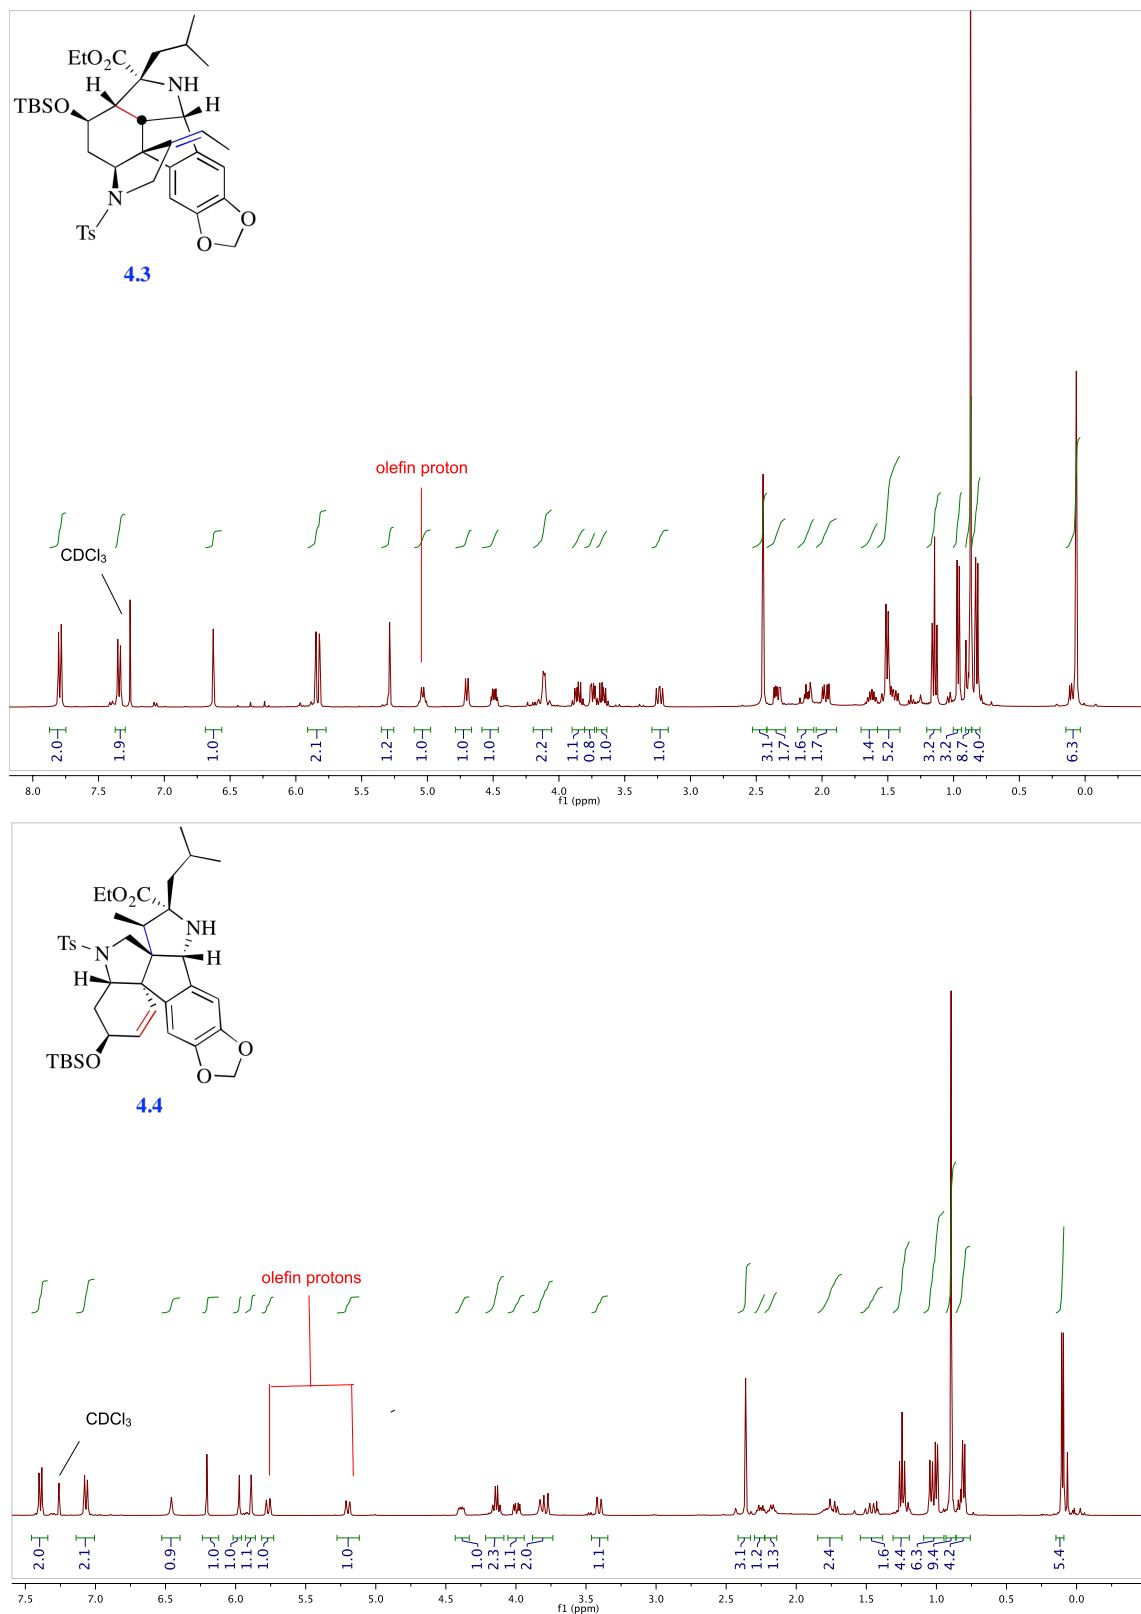 EtO₂C
NH
H
H
TBSO
N
Ts
O
O
4.3
olefin proton
CDCl₃
2.0
1.9
1.0
2.1
1.2
1.0
1.0
1.0
2.2
1.1
0.8
1.0
1.0
3.1
1.7
1.6
1.7
1.4
5.2
3.2
3.2
8.7
4.0
6.3
8.0 7.5 7.0 6.5 6.0 5.5 5.0 4.5 4.0 3.5 3.0 2.5 2.0 1.5 1.0 0.5 0.0
f1 (ppm)
EtO₂C
NH
Ts
N
H
H
TBSO
O
O
4.4
olefin protons
CDCl₃
2.0
2.1
0.9
1.0
1.0
1.1
1.0
1.0
1.0
2.3
1.1
2.0
1.1
3.1
1.2
1.3
2.4
1.6
4.4
6.3
9.4
4.2
5.4
7.5 7.0 6.5 6.0 5.5 5.0 4.5 4.0 3.5 3.0 2.5 2.0 1.5 1.0 0.5 0.0
f1 (ppm)